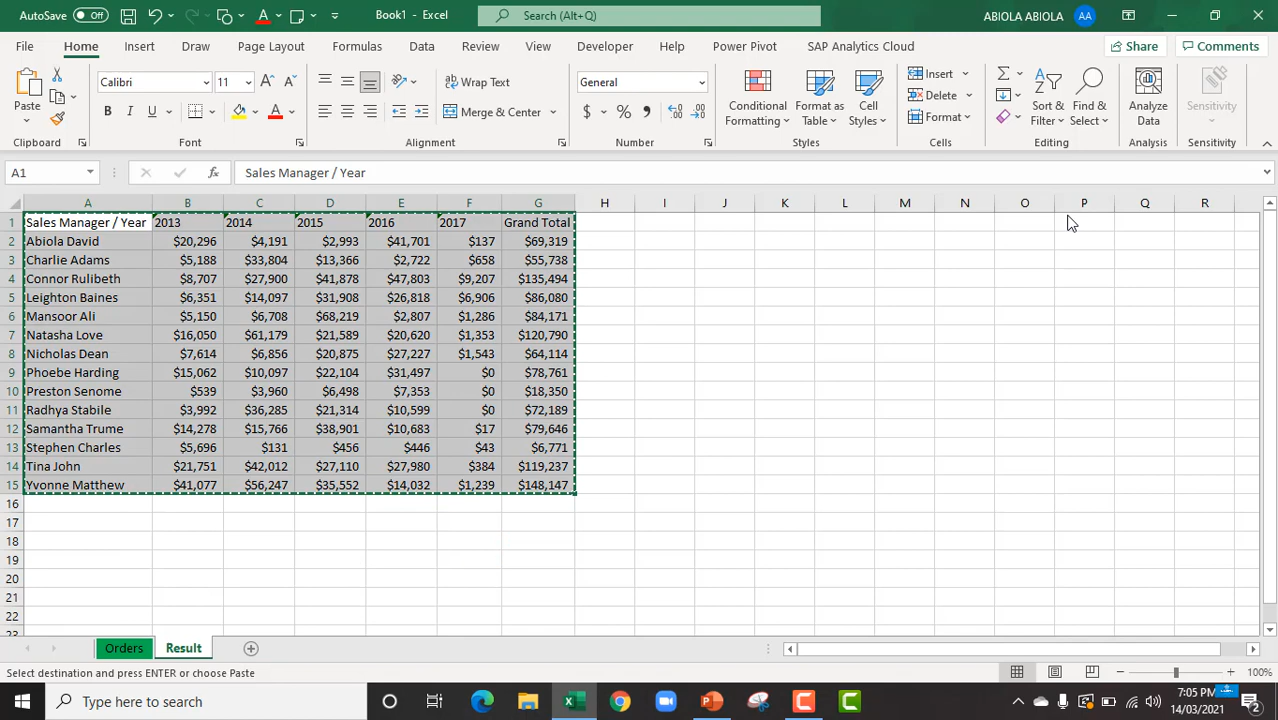 AutoSave Off Book1 - Excel Search (Alt+Q) ABIOLA ABIOLA AA
File Home Insert Draw Page Layout Formulas Data Review View Developer Help Power Pivot SAP Analytics Cloud Share Comments
Paste Calibri 11 Wrap Text General Conditional Formatting Format as Table Cell Styles Insert Sort & Filter Find & Select Analyze Data Sensitivity
B I U Merge & Center $ % Delete
Format
Clipboard Font Alignment Number Styles Cells Editing Analysis Sensitivity
A1 fx Sales Manager / Year
A B C D E F G H I J K L M N O P Q R
1 Sales Manager / Year 2013 2014 2015 2016 2017 Grand Total
2 Abiola David $20,296 $4,191 $2,993 $41,701 $137 $69,319
3 Charlie Adams $5,188 $33,804 $13,366 $2,722 $658 $55,738
4 Connor Rulibeth $8,707 $27,900 $41,878 $47,803 $9,207 $135,494
5 Leighton Baines $6,351 $14,097 $31,908 $26,818 $6,906 $86,080
6 Mansoor Ali $5,150 $6,708 $68,219 $2,807 $1,286 $84,171
7 Natasha Love $16,050 $61,179 $21,589 $20,620 $1,353 $120,790
8 Nicholas Dean $7,614 $6,856 $20,875 $27,227 $1,543 $64,114
9 Phoebe Harding $15,062 $10,097 $22,104 $31,497 $0 $78,761
10 Preston Senome $539 $3,960 $6,498 $7,353 $0 $18,350
11 Radhya Stabile $3,992 $36,285 $21,314 $10,599 $0 $72,189
12 Samantha Trume $14,278 $15,766 $38,901 $10,683 $17 $79,646
13 Stephen Charles $5,696 $131 $456 $446 $43 $6,771
14 Tina John $21,751 $42,012 $27,110 $27,980 $384 $119,237
15 Yvonne Matthew $41,077 $56,247 $35,552 $14,032 $1,239 $148,147
16
17
18
19
20
21
22
23
Orders Result
Select destination and press ENTER or choose Paste 100%
Type here to search 7:05 PM
14/03/2021 2